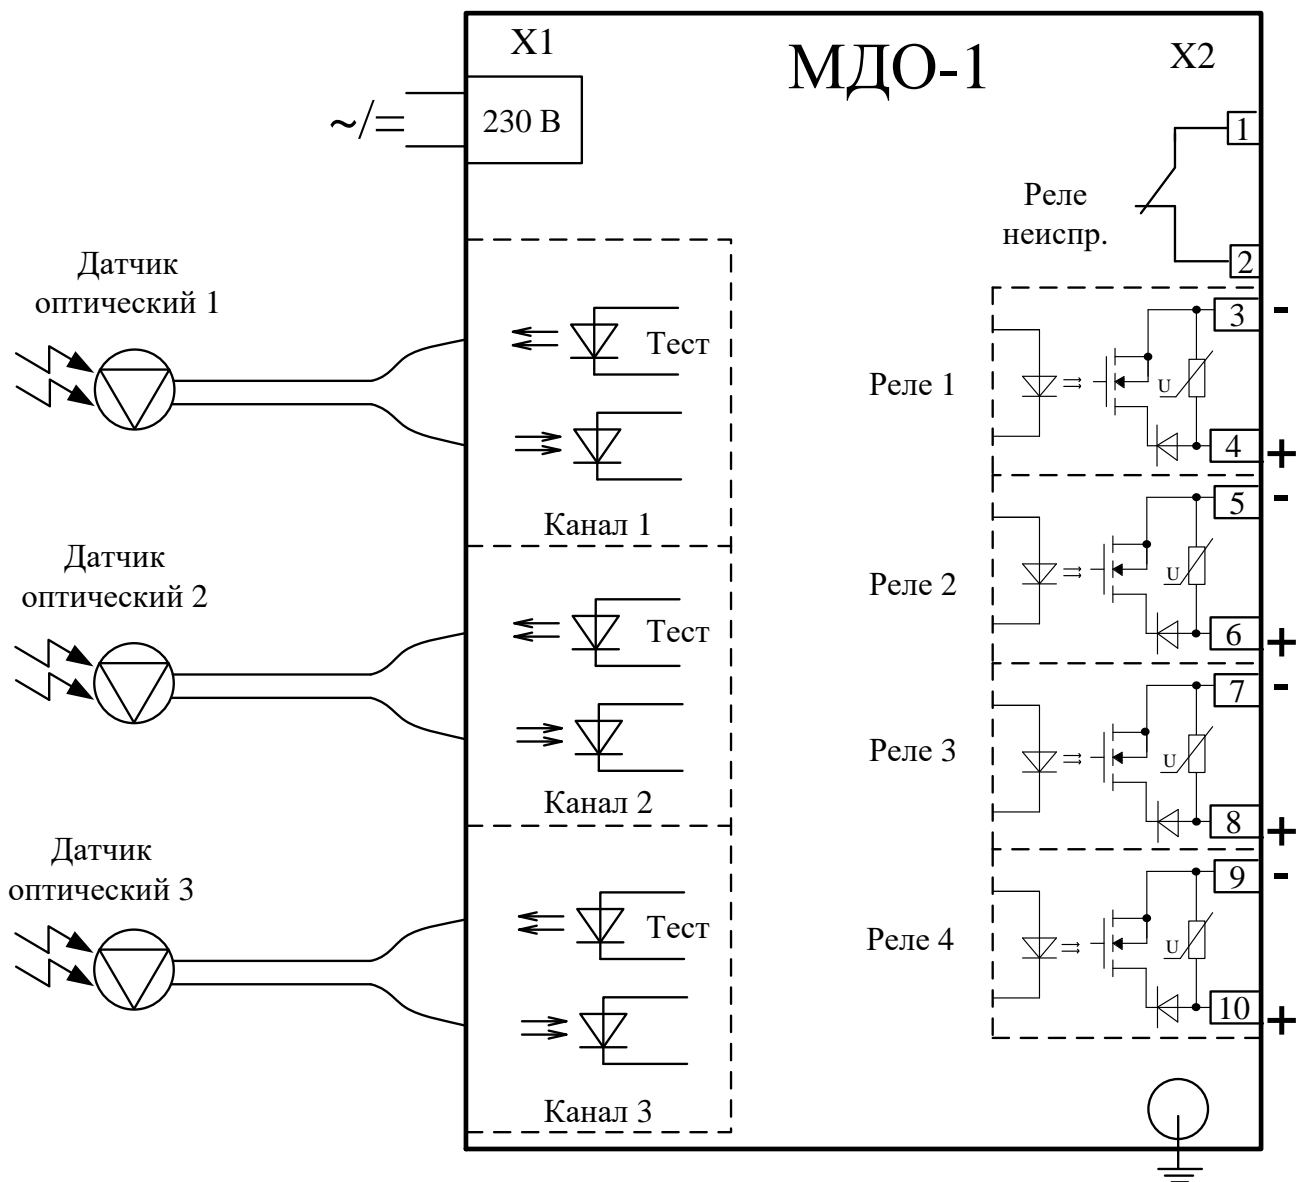 X1
МДО-1
X2
~/=
230 В
1
Реле
неиспр.
2
Датчик
оптический 1
Тест
Канал 1
Реле 1
U
3
-
4
+
Датчик
оптический 2
Тест
Канал 2
Реле 2
U
5
-
6
+
Реле 3
U
7
-
8
+
Датчик
оптический 3
Тест
Канал 3
Реле 4
U
9
-
10
+